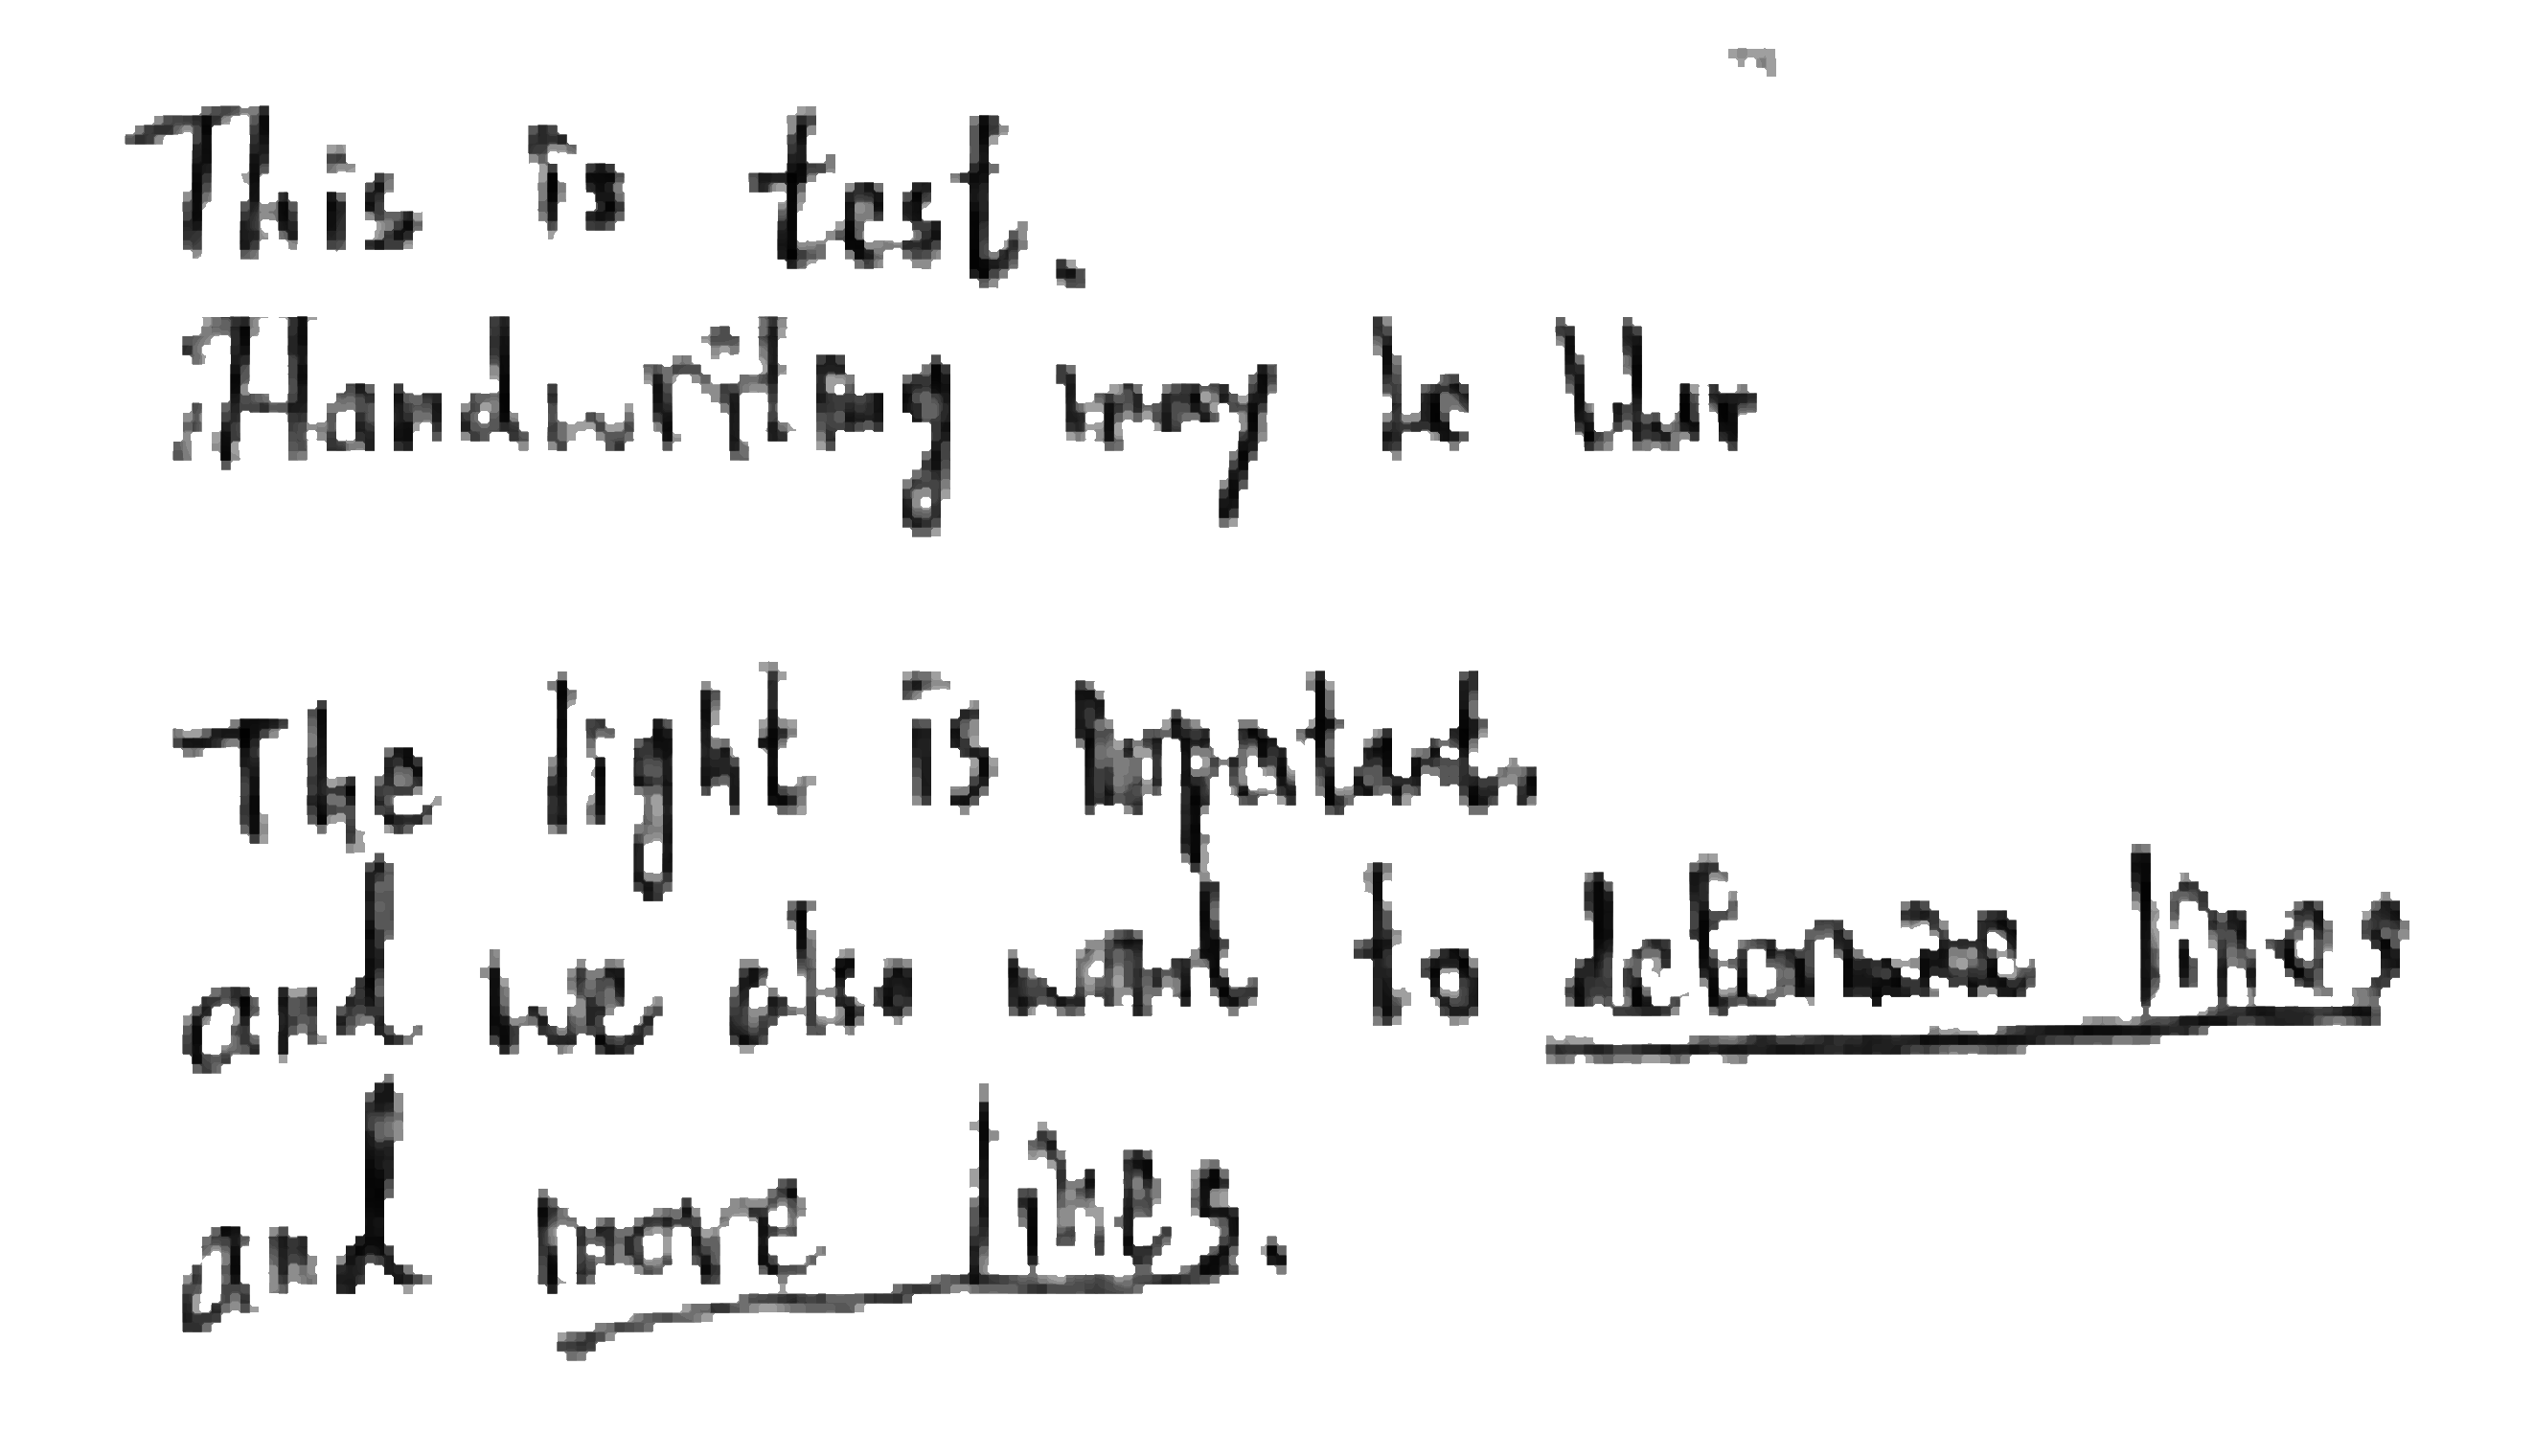 This is test.
Handwriting may be blur
The light is important,
and we also want to lines
and more lines.